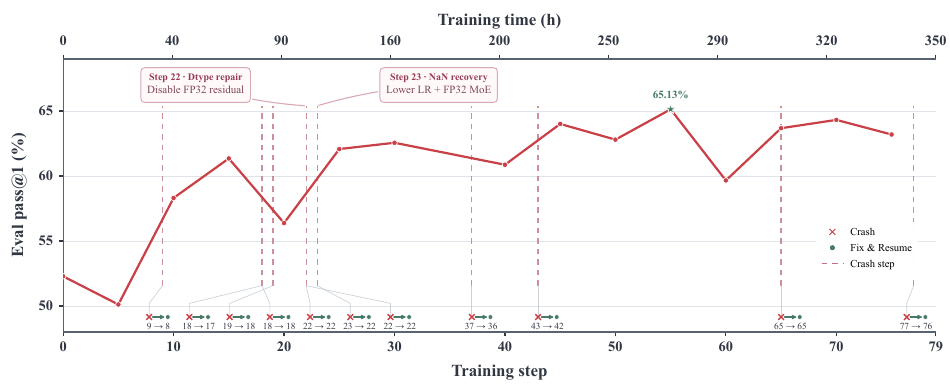 Training time (h)
0 40 90 160 200 250 290 320 350
Step 22 · Dtype repair
Disable FP32 residual
Step 23 · NaN recovery
Lower LR + FP32 MoE
65.13%
65
60
55
50
Eval pass@1 (%)
Crash
Fix & Resume
Crash step
9 → 8 18 → 17 19 → 18 18 → 18 22 → 22 23 → 22 22 → 22 37 → 36 43 → 42 65 → 65 77 → 76
0 10 20 30 40 50 60 70 79
Training step